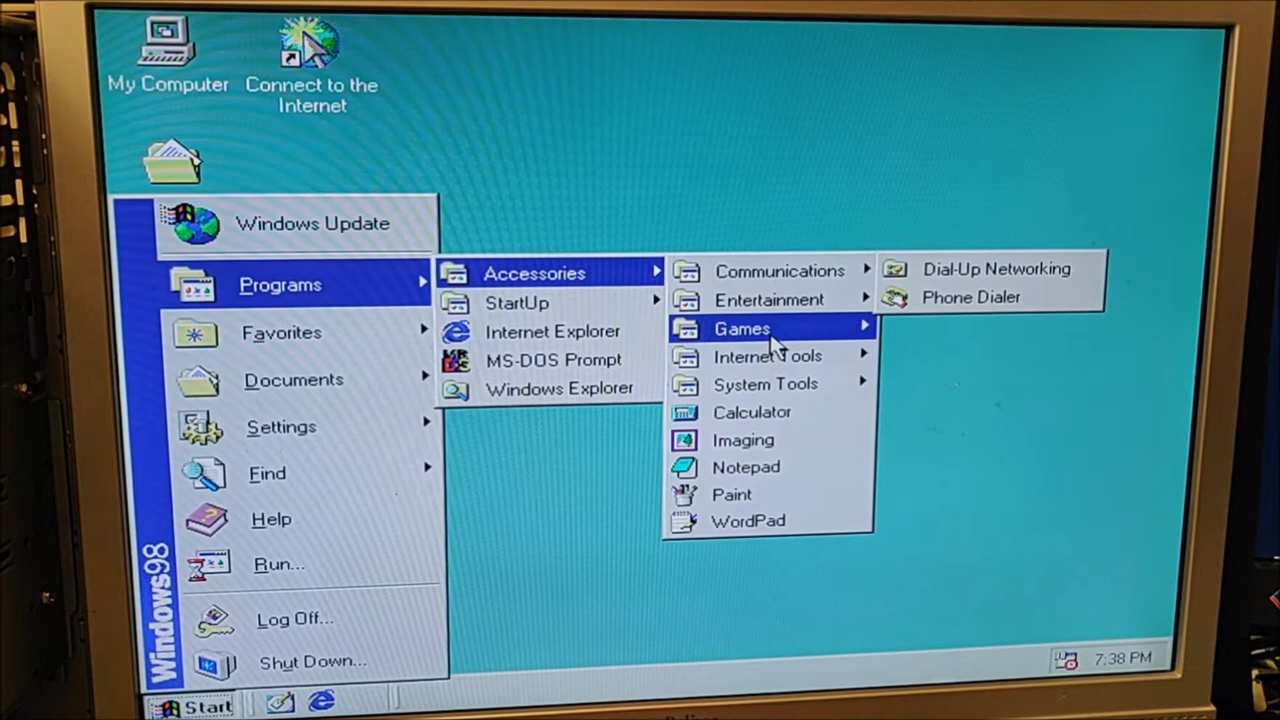 My Computer
Connect to the
Internet
Windows Update
Programs
Favorites
Documents
Settings
Find
Help
Run...
Log Off...
Shut Down...
Windows98
Accessories
StartUp
Internet Explorer
MS-DOS Prompt
Windows Explorer
Communications
Entertainment
Games
Internet Tools
System Tools
Calculator
Imaging
Notepad
Paint
WordPad
Dial-Up Networking
Phone Dialer
Start
7:38 PM